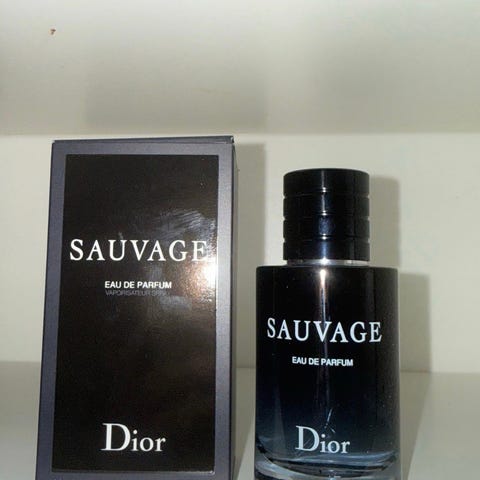 SAUVAGE
EAU DE PARFUM
VAPORISATEUR SPRAY
Dior
SAUVAGE
EAU DE PARFUM
Dior